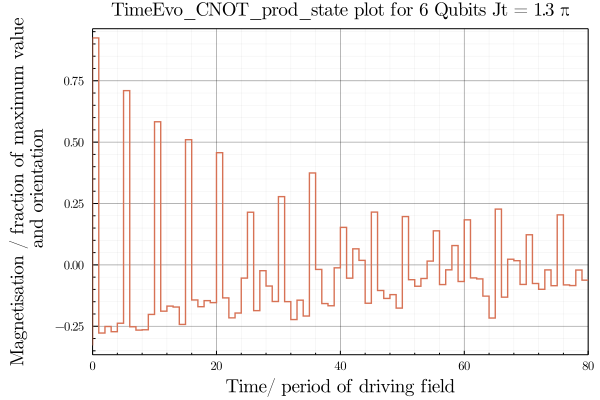 TimeEvo_CNOT_prod_state plot for 6 Qubits Jt = 1.3 π
Magnetisation / fraction of maximum value
and orientation
0.75
0.50
0.25
0.00
−0.25
0 20 40 60 80
Time/ period of driving field